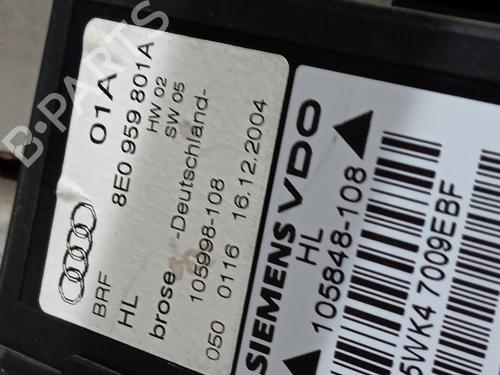 01A
8E0 959 801A
HW 02
SW 05
BRF
HL
brose -Deutschland-
105998-108
050 0116 16.12.2004
SIEMENS VDO
HL
105848-108
5WK4 7009EBF
B-PARTS